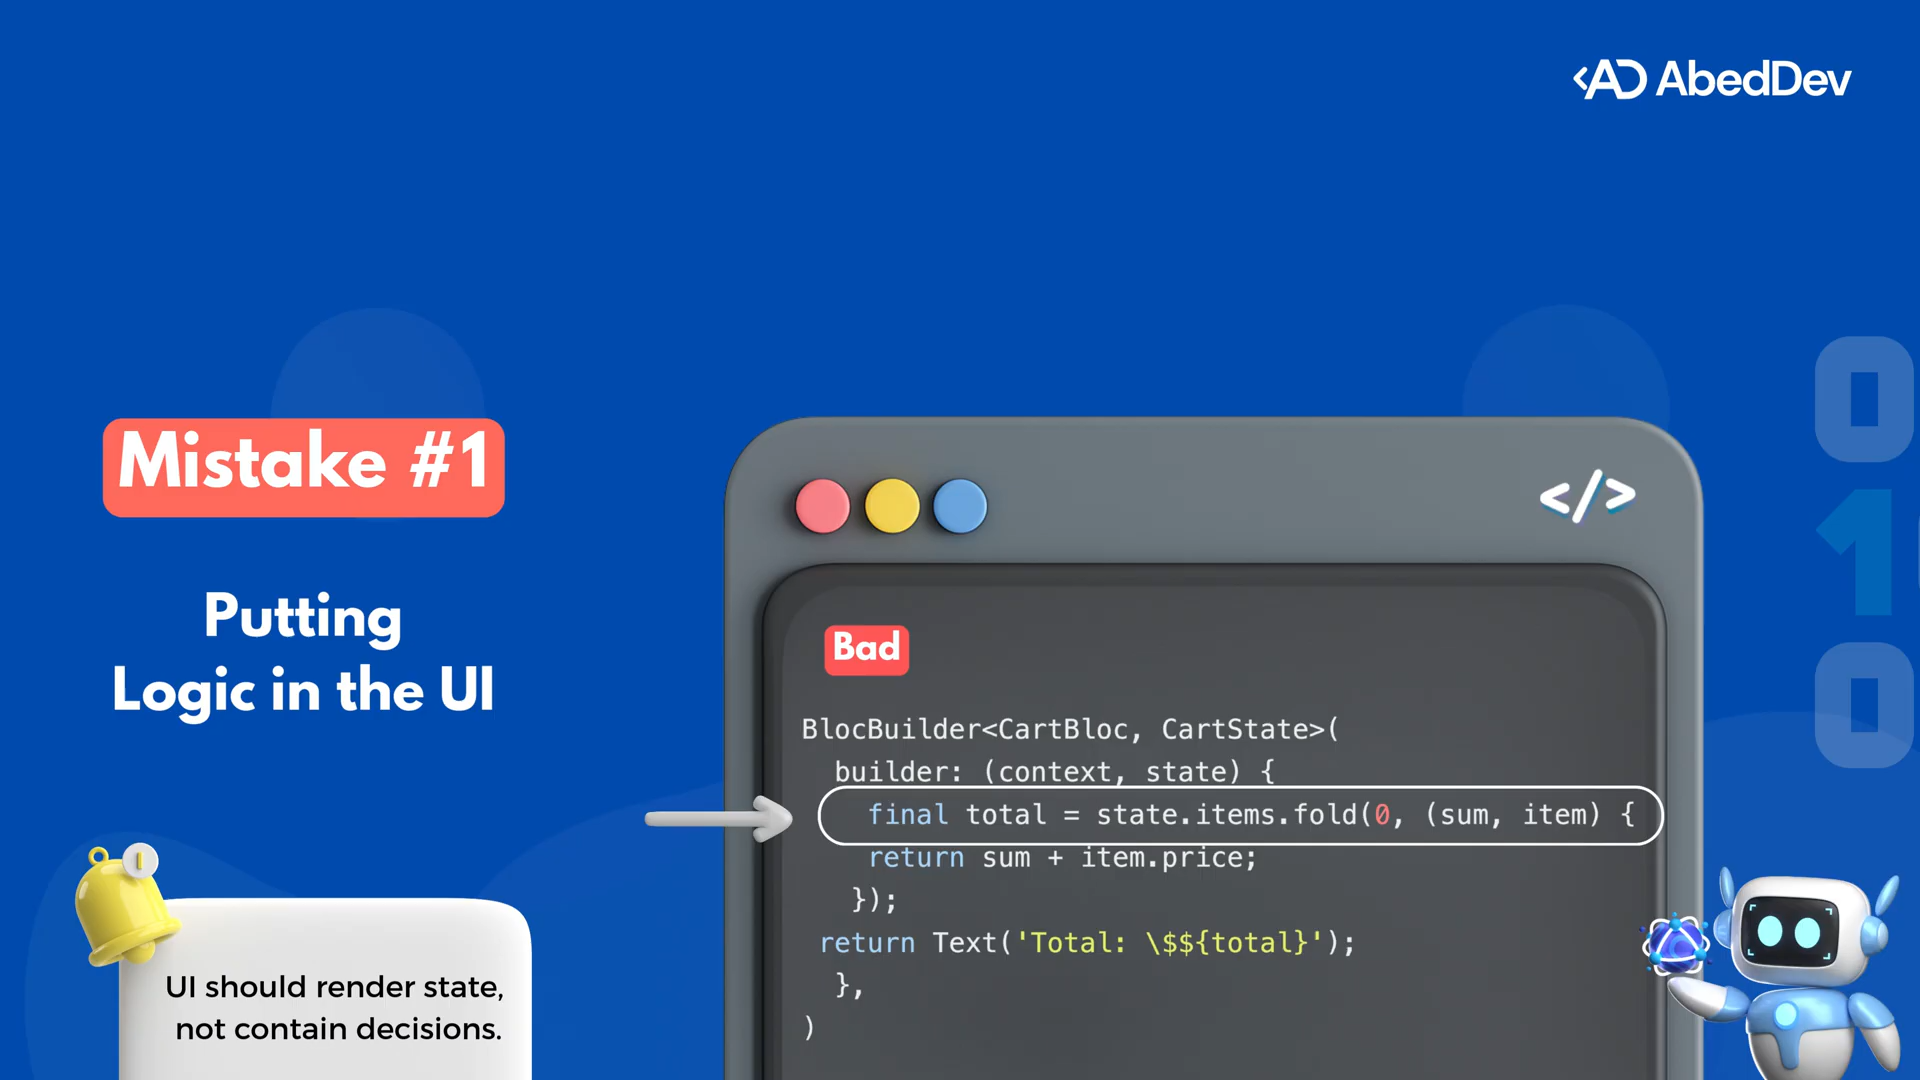 AbedDev
Mistake #1
Putting
Logic in the UI
UI should render state,
not contain decisions.
</>
Bad
BlocBuilder<CartBloc, CartState>(
builder: (context, state) {
final total = state.items.fold(0, (sum, item) {
return sum + item.price;
});
return Text('Total: \$${total}');
},
)
0
1
0